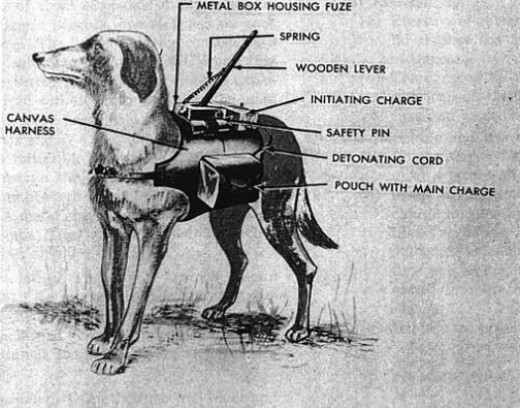 METAL BOX HOUSING FUZE
SPRING
WOODEN LEVER
INITIATING CHARGE
CANVAS
HARNESS
SAFETY PIN
DETONATING CORD
POUCH WITH MAIN CHARGE